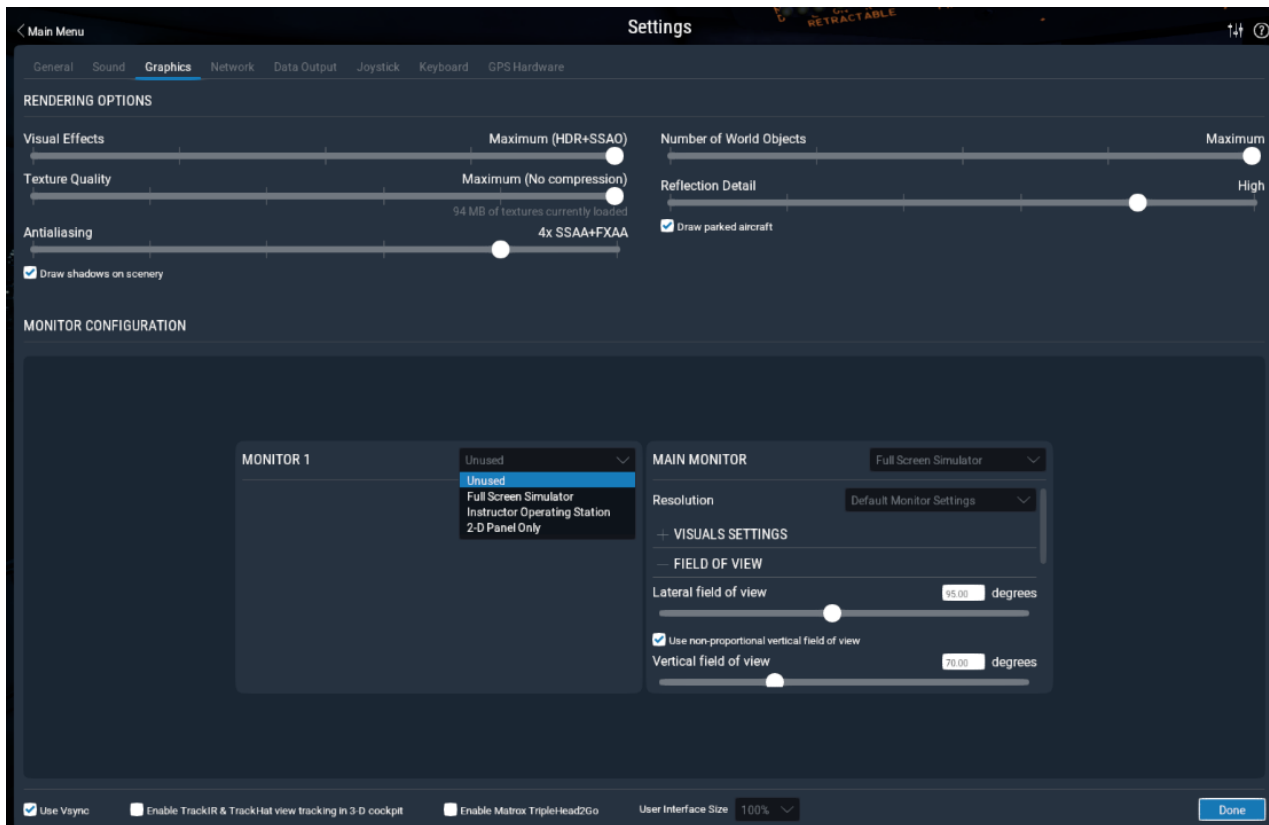 RETRACTABLE
Main Menu
Settings
General Sound Graphics Network Data Output Joystick Keyboard GPS Hardware
RENDERING OPTIONS
Visual Effects Maximum (HDR+SSAO)
Number of World Objects Maximum
Texture Quality Maximum (No compression)
Reflection Detail High
94 MB of textures currently loaded
Draw parked aircraft
Antialiasing 4x SSAA+FXAA
Draw shadows on scenery
MONITOR CONFIGURATION
MONITOR 1 Unused
Unused
Full Screen Simulator
Instructor Operating Station
2-D Panel Only
MAIN MONITOR Full Screen Simulator
Resolution Default Monitor Settings
+ VISUALS SETTINGS
— FIELD OF VIEW
Lateral field of view 95.00 degrees
Use non-proportional vertical field of view
Vertical field of view 70.00 degrees
Use Vsync Enable TrackIR & TrackHat view tracking in 3-D cockpit Enable Matrox TripleHead2Go User Interface Size 100% Done